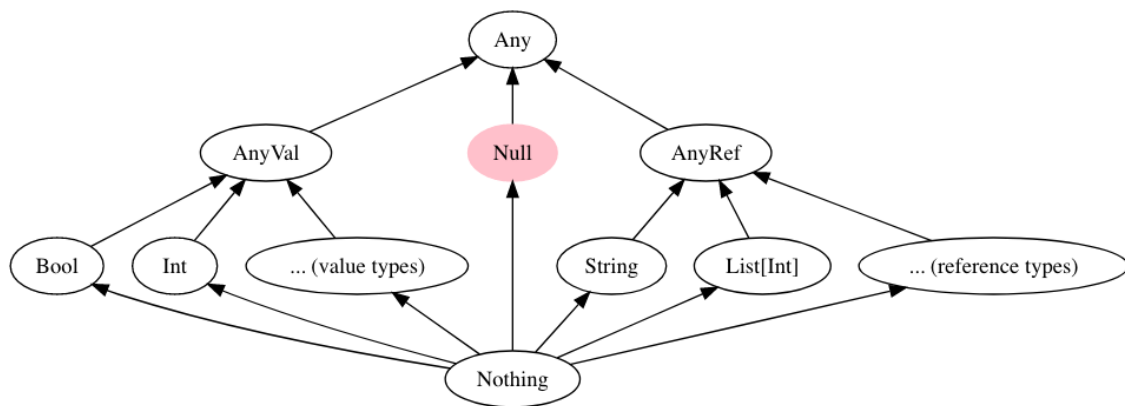 Any
AnyVal
Null
AnyRef
Bool
Int
... (value types)
String
List[Int]
... (reference types)
Nothing